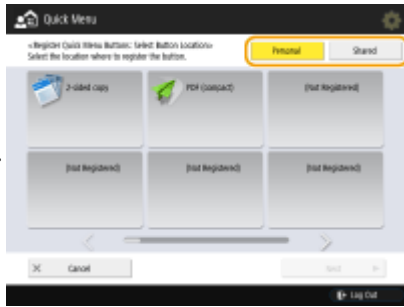 Quick Menu
<Register Quick Menu Buttons: Select Button Location>
Select the location where to register the button.
Personal
Shared
2-sided copy
PDF (compact)
(Not Registered)
(Not Registered)
(Not Registered)
(Not Registered)
Cancel
Next
Log Out